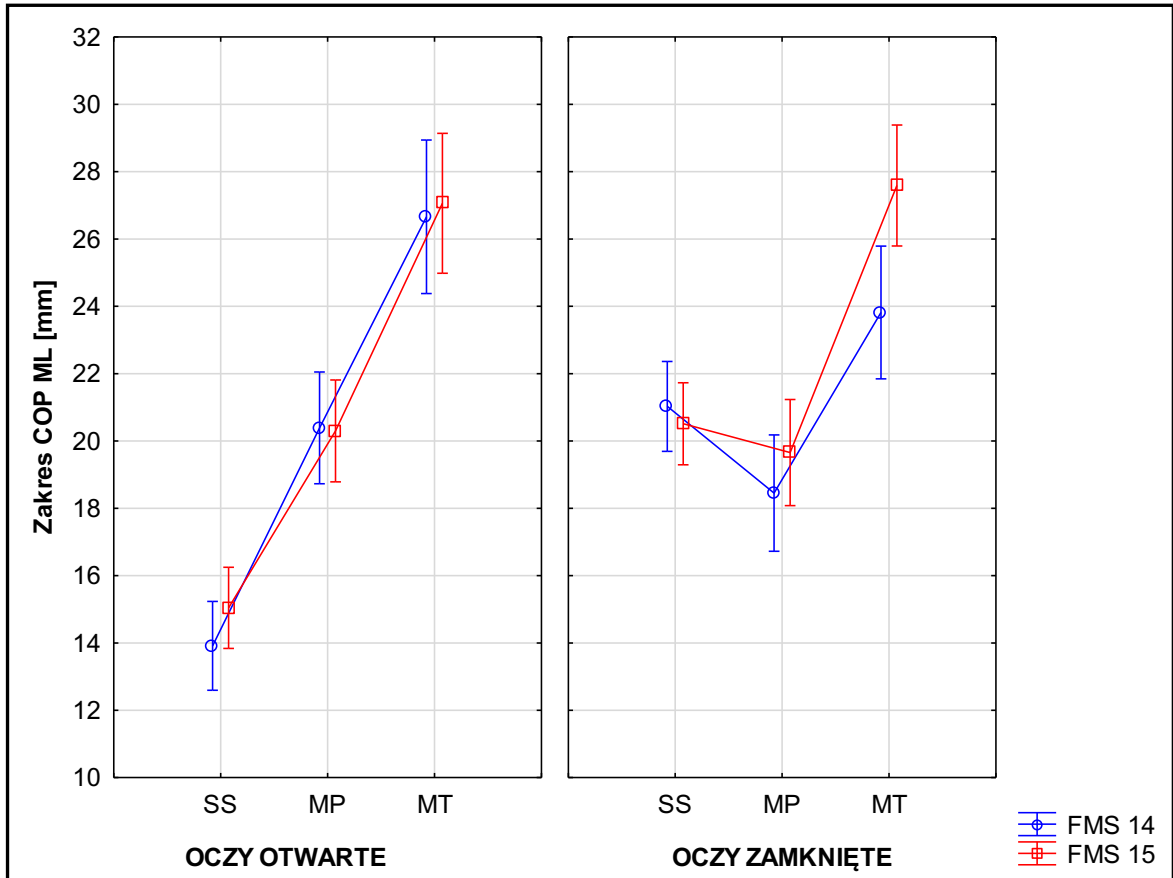 Zakres COP ML [mm]
32
30
28
26
24
22
20
18
16
14
12
10
SS MP MT
SS MP MT
OCZY OTWARTE
OCZY ZAMKNIĘTE
FMS 14
FMS 15